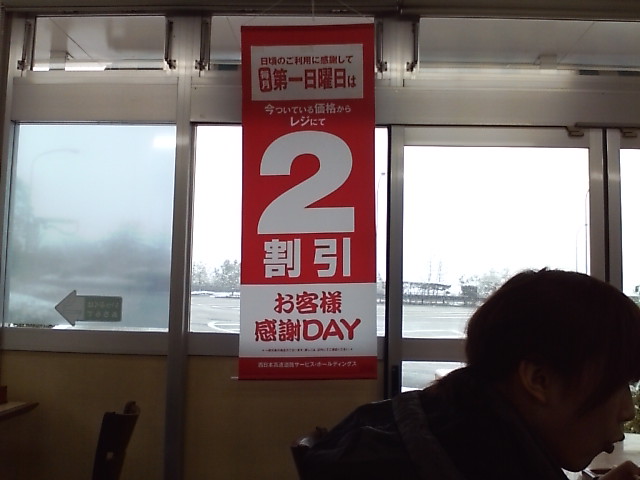 日頃のご利用に感謝して
毎月 第一日曜日は
今ついている価格から
レジにて
2
割引
お客様
感謝DAY
西日本高速道路サービス・ホールディングス